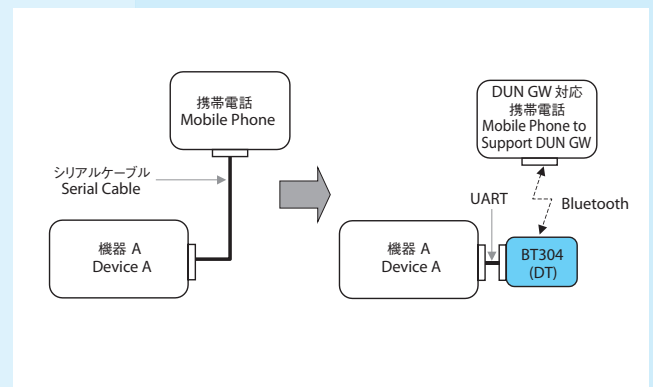 携帯電話
Mobile Phone
シリアルケーブル
Serial Cable
機器 A
Device A
DUN GW 対応
携帯電話
Mobile Phone to
Support DUN GW
UART
Bluetooth
機器 A
Device A
BT304
(DT)